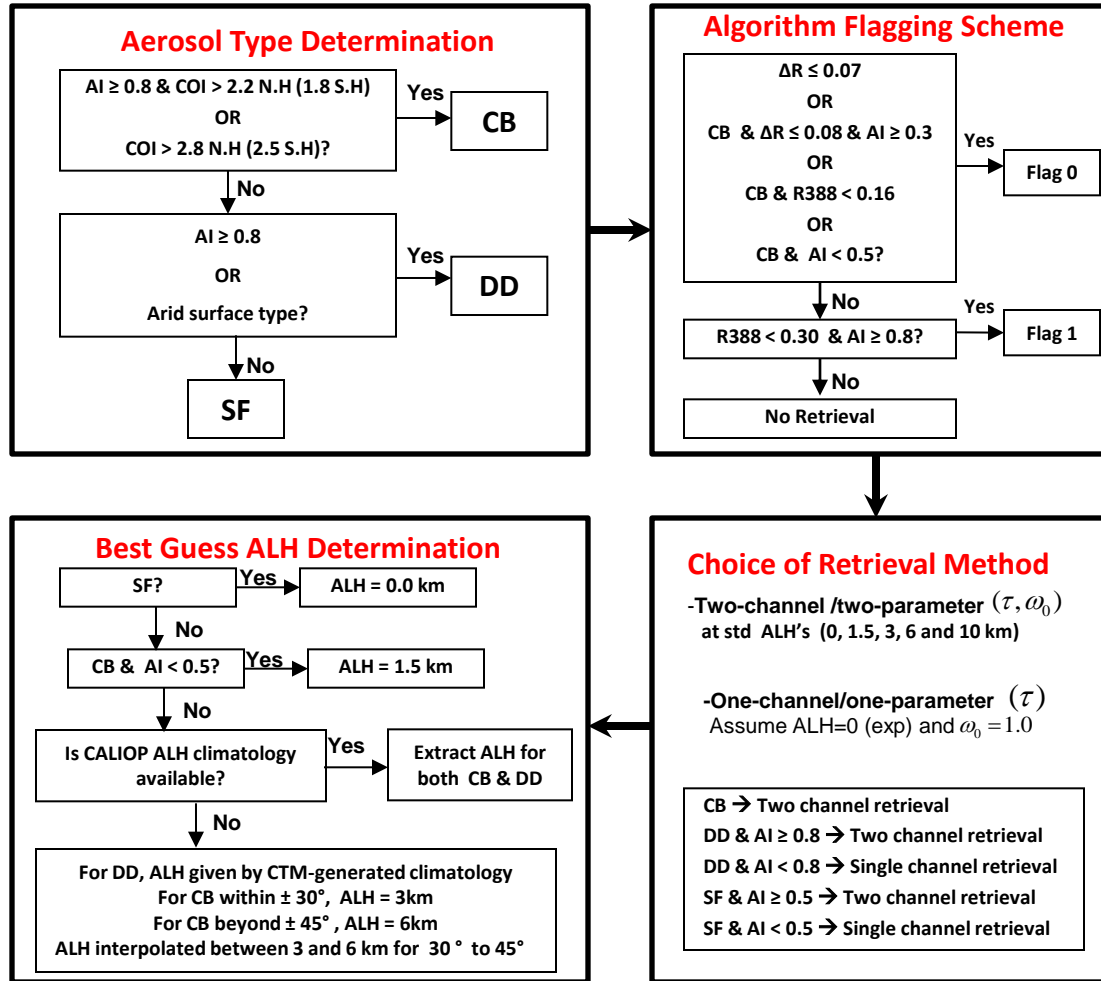 Aerosol Type Determination
AI ≥ 0.8 & COI > 2.2 N.H (1.8 S.H)
OR
COI > 2.8 N.H (2.5 S.H)?
Yes
CB
No
AI ≥ 0.8
OR
Arid surface type?
Yes
DD
No
SF
Algorithm Flagging Scheme
ΔR ≤ 0.07
OR
CB & ΔR ≤ 0.08 & AI ≥ 0.3
OR
CB & R388 < 0.16
OR
CB & AI < 0.5?
Yes
Flag 0
No
R388 < 0.30 & AI ≥ 0.8?
Yes
Flag 1
No
No Retrieval
Choice of Retrieval Method
-Two-channel /two-parameter (τ, ω₀)
at std ALH's (0, 1.5, 3, 6 and 10 km)
-One-channel/one-parameter (τ)
Assume ALH=0 (exp) and ω₀ = 1.0
CB → Two channel retrieval
DD & AI ≥ 0.8 → Two channel retrieval
DD & AI < 0.8 → Single channel retrieval
SF & AI ≥ 0.5 → Two channel retrieval
SF & AI < 0.5 → Single channel retrieval
Best Guess ALH Determination
SF?
Yes
ALH = 0.0 km
No
CB & AI < 0.5?
Yes
ALH = 1.5 km
No
Is CALIOP ALH climatology
available?
Yes
Extract ALH for
both CB & DD
No
For DD, ALH given by CTM-generated climatology
For CB within ± 30°, ALH = 3km
For CB beyond ± 45° , ALH = 6km
ALH interpolated between 3 and 6 km for 30 ° to 45°